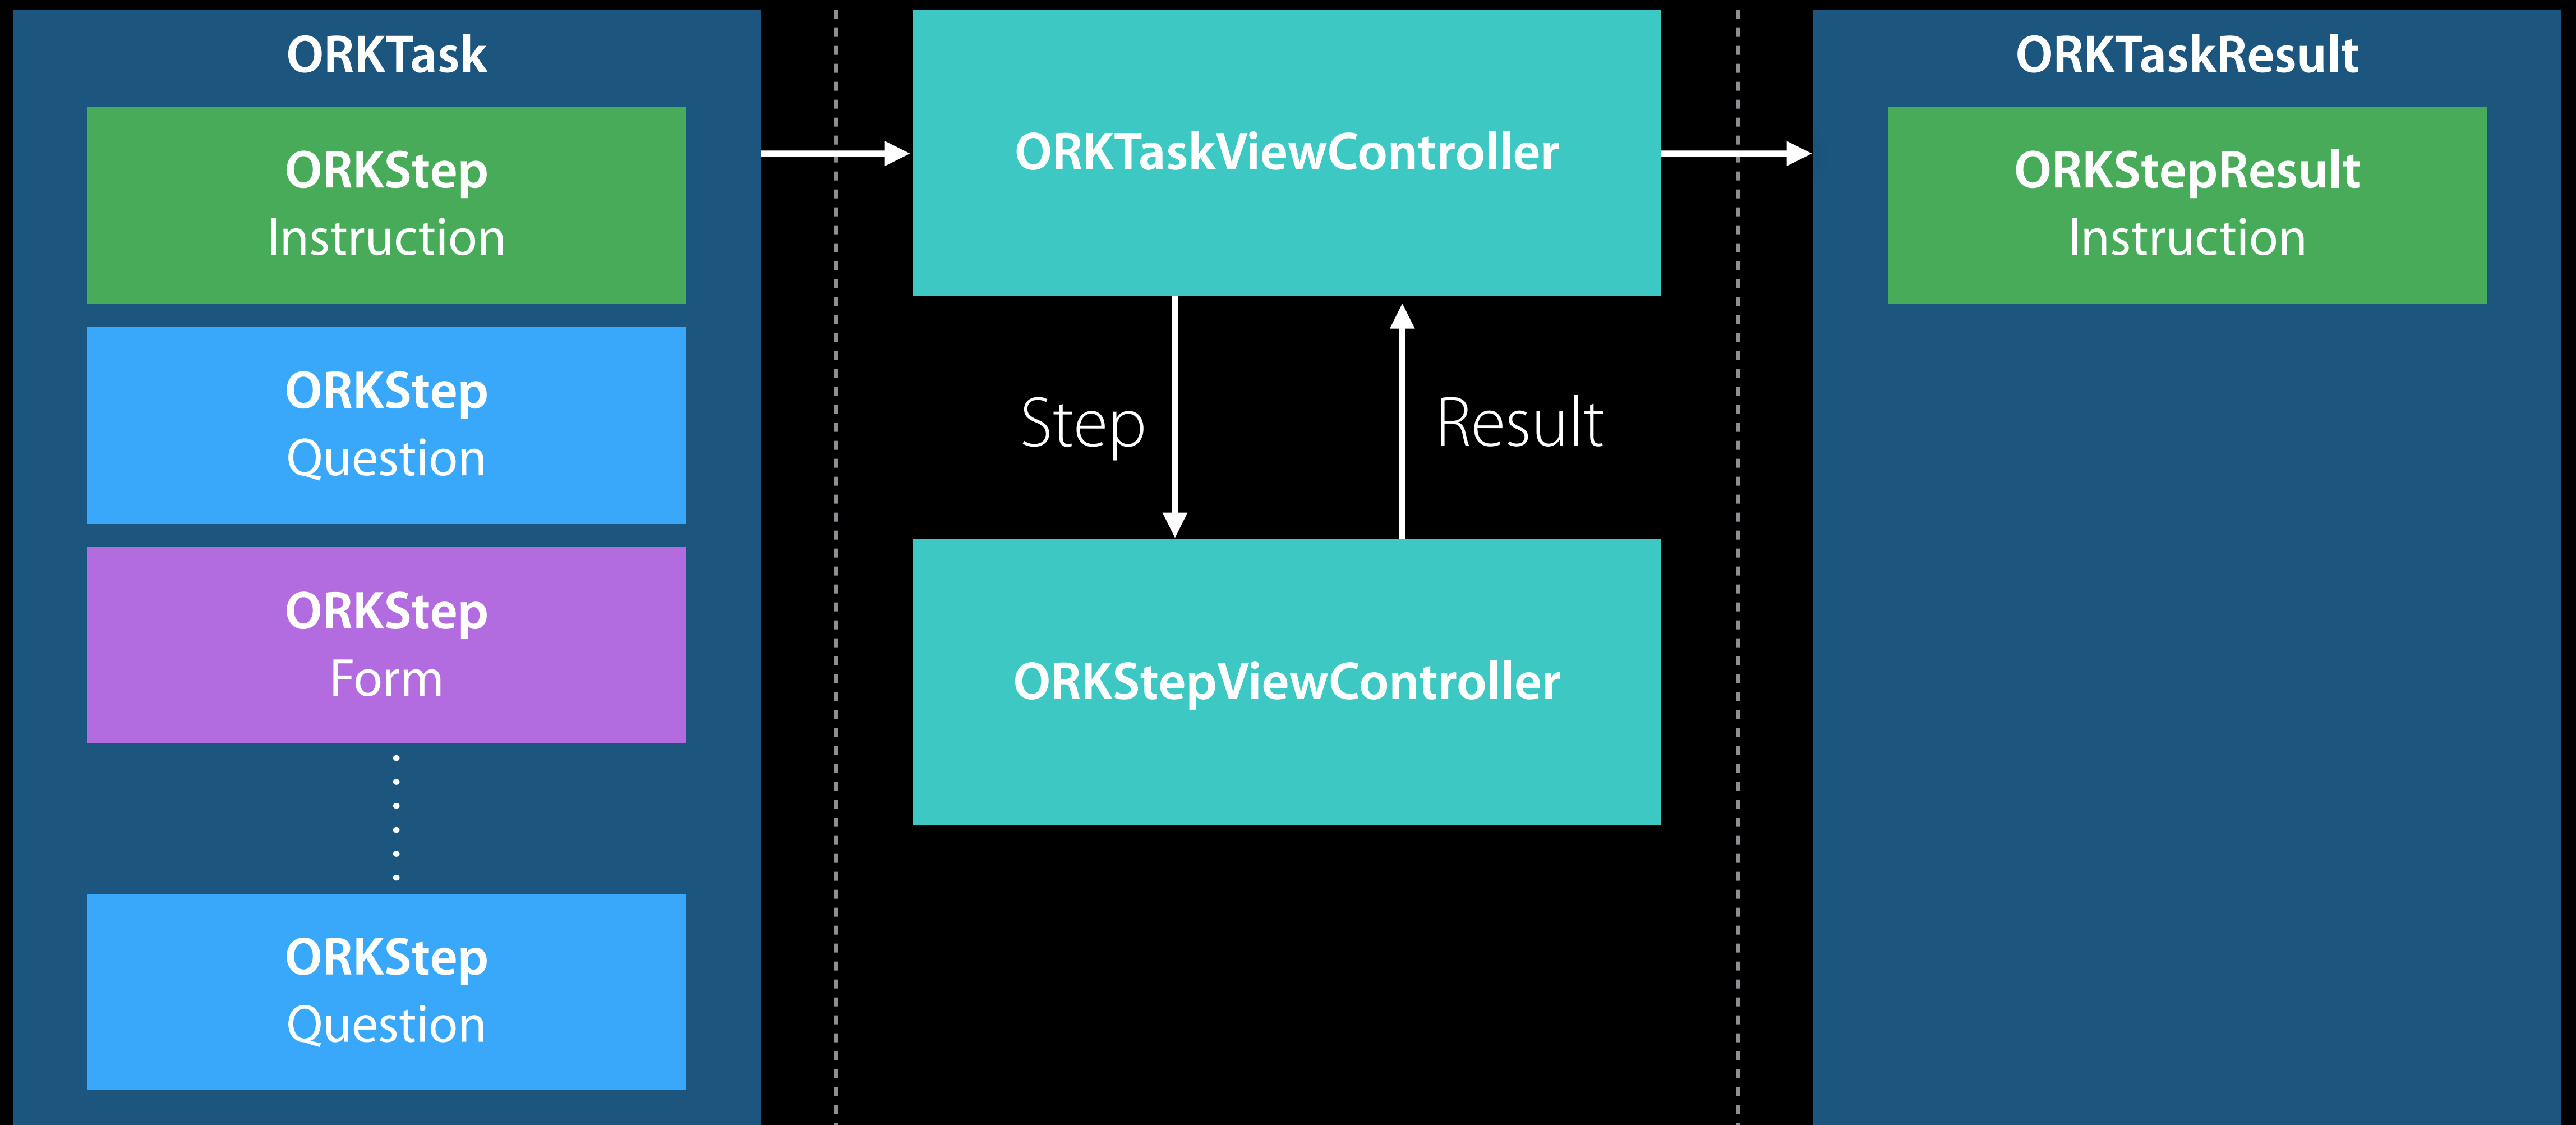 ORKTask
ORKStep
Instruction
ORKStep
Question
ORKStep
Form
ORKStep
Question
ORKTaskViewController
Step
Result
ORKStepViewController
ORKTaskResult
ORKStepResult
Instruction